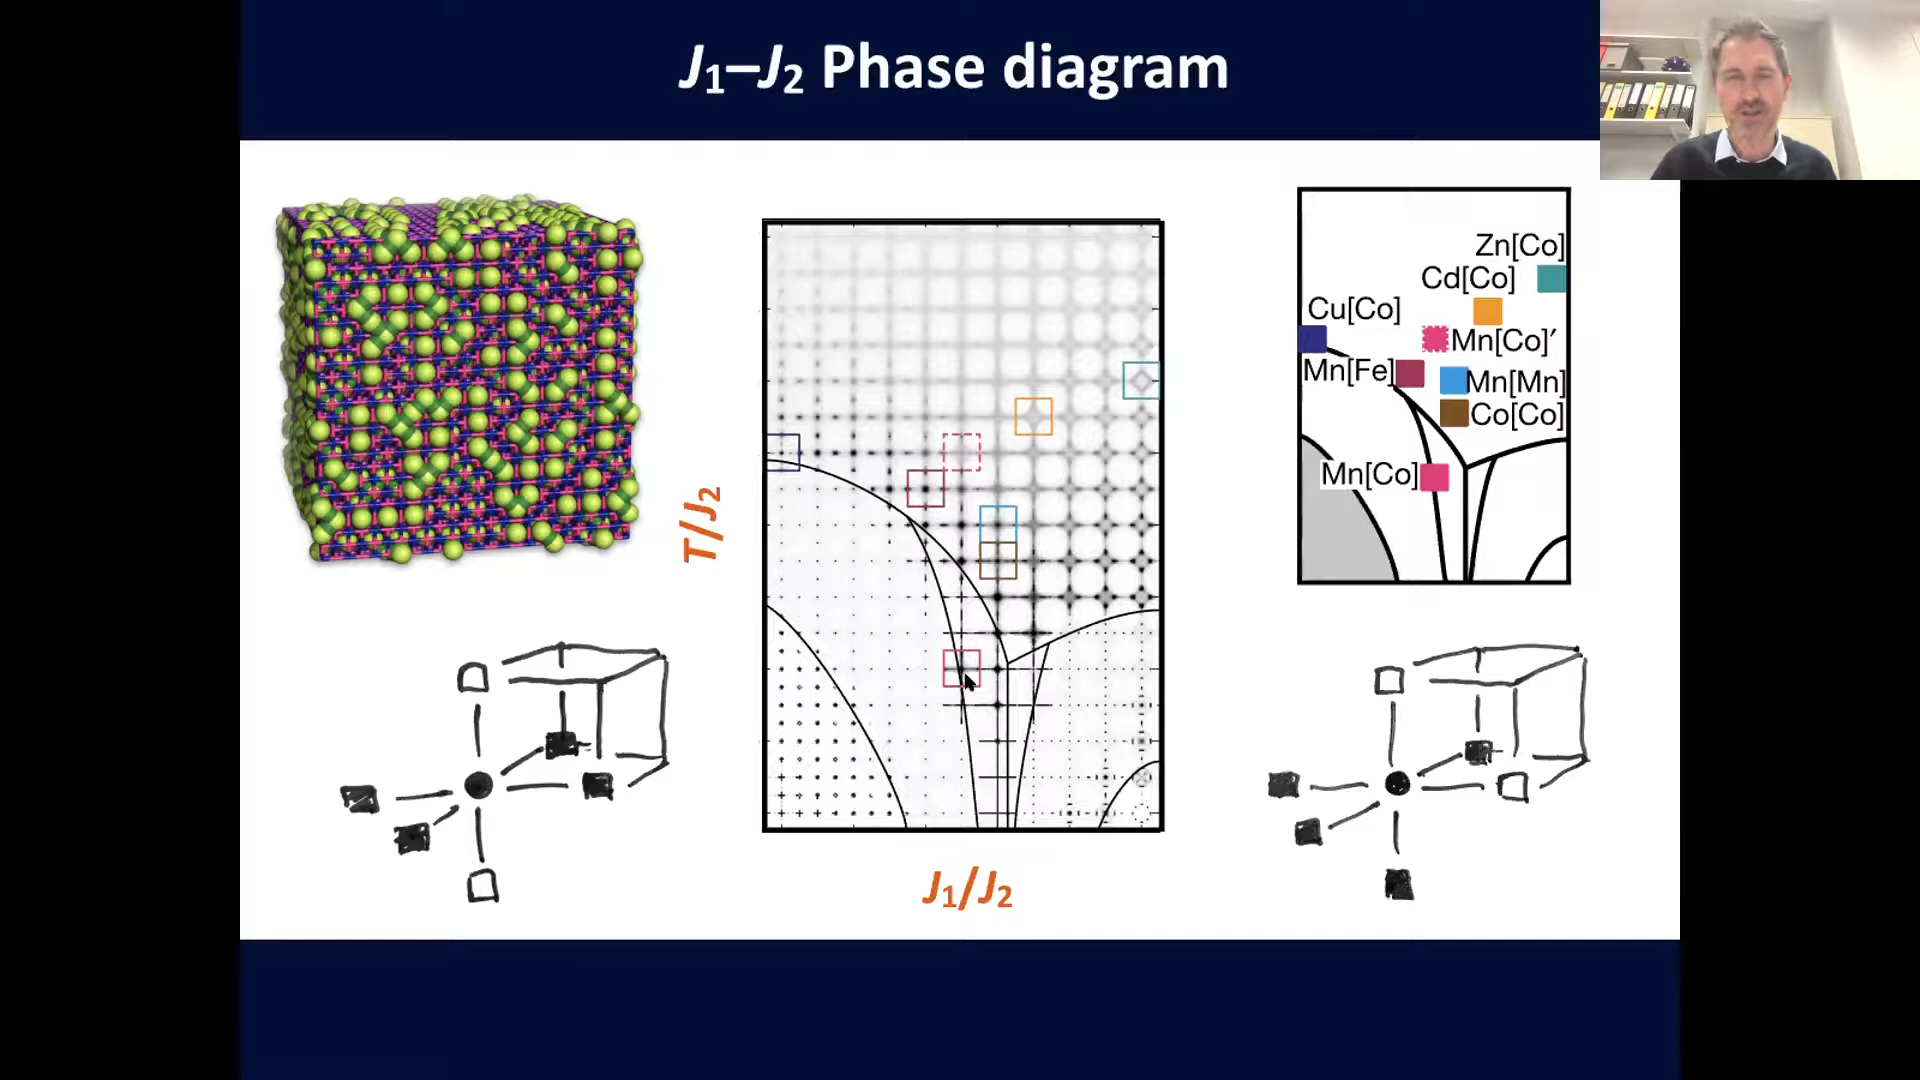 J₁–J₂ Phase diagram
T/J₂
J₁/J₂
Zn[Co]
Cd[Co]
Cu[Co]
Mn[Co]′
Mn[Fe]
Mn[Mn]
Co[Co]
Mn[Co]